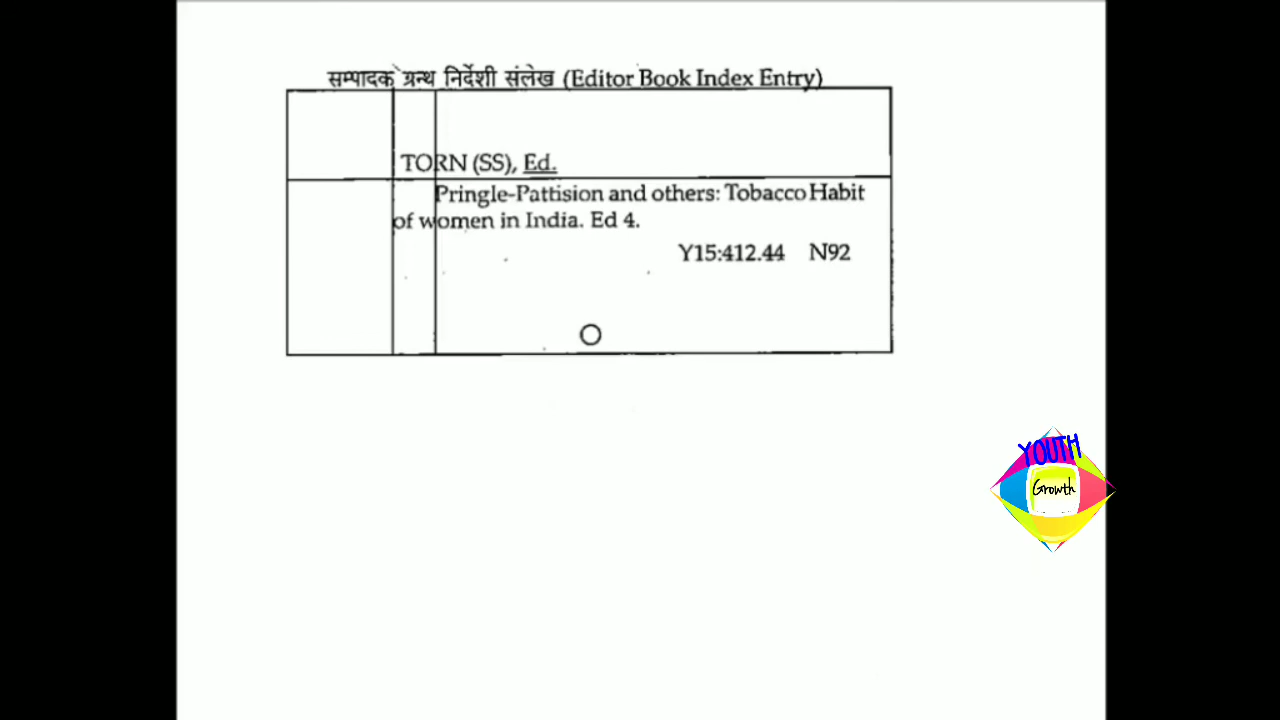 सम्पादक ग्रन्थ निर्देशी संलेख (Editor Book Index Entry)
TORN (SS), Ed.
Pringle-Pattision and others: Tobacco Habit
of women in India. Ed 4.
Y15:412.44 N92
YOUTH
Growth